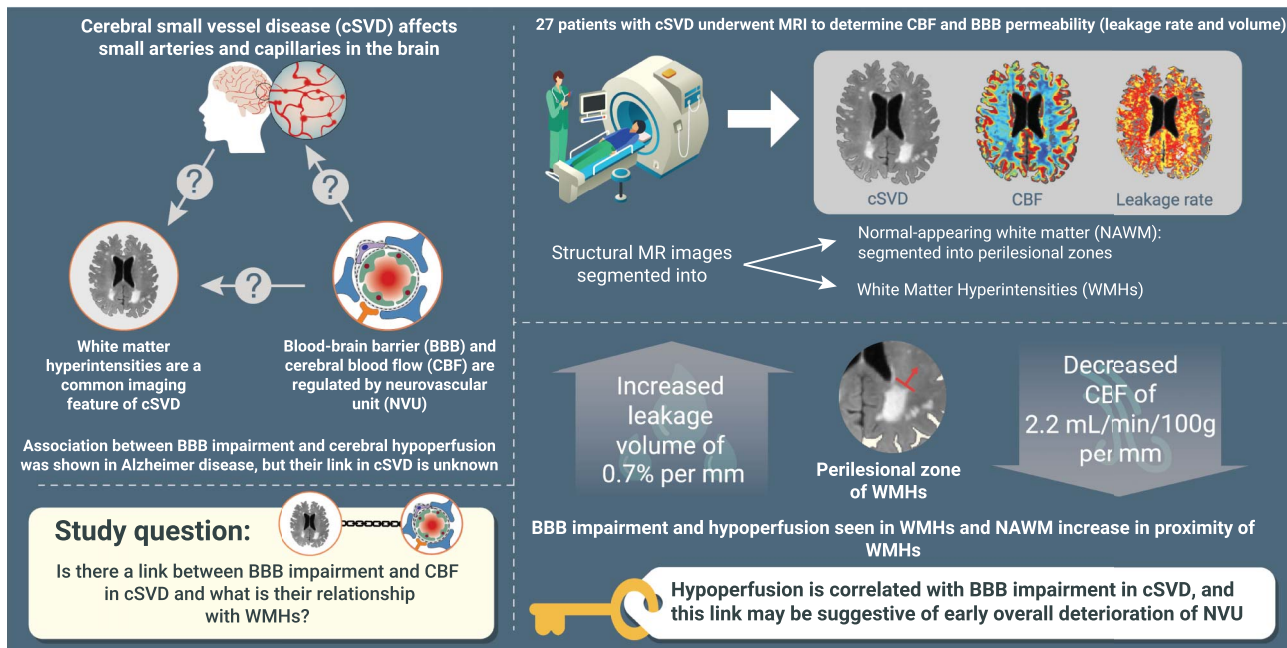 Cerebral small vessel disease (cSVD) affects
small arteries and capillaries in the brain
?
?
?
White matter
hyperintensities are a
common imaging
feature of cSVD
Blood-brain barrier (BBB) and
cerebral blood flow (CBF) are
regulated by neurovascular
unit (NVU)
Association between BBB impairment and cerebral hypoperfusion
was shown in Alzheimer disease, but their link in cSVD is unknown
Study question:
Is there a link between BBB impairment and CBF
in cSVD and what is their relationship
with WMHs?
27 patients with cSVD underwent MRI to determine CBF and BBB permeability (leakage rate and volume)
cSVD
CBF
Leakage rate
Structural MR images
segmented into
Normal-appearing white matter (NAWM):
segmented into perilesional zones
White Matter Hyperintensities (WMHs)
Increased
leakage
volume of
0.7% per mm
Perilesional zone
of WMHs
Decreased
CBF of
2.2 mL/min/100g
per mm
BBB impairment and hypoperfusion seen in WMHs and NAWM increase in proximity of
WMHs
Hypoperfusion is correlated with BBB impairment in cSVD, and
this link may be suggestive of early overall deterioration of NVU